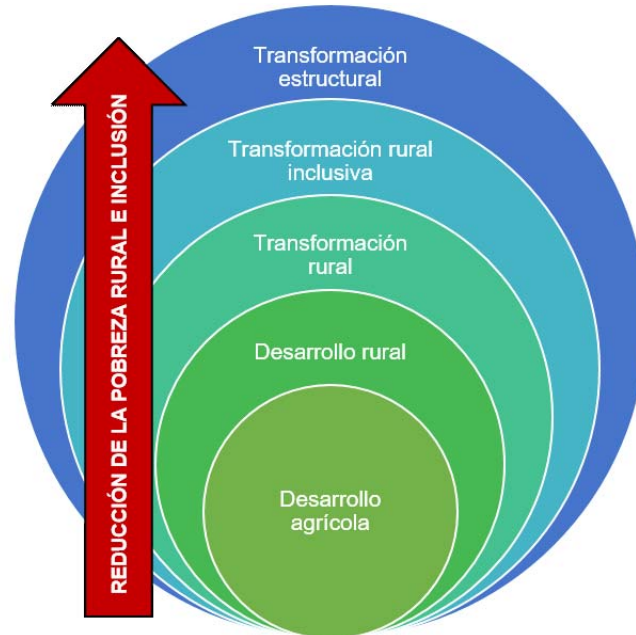 Transformación
estructural
Transformación rural
inclusiva
Transformación
rural
Desarrollo rural
Desarrollo
agrícola
REDUCCIÓN DE LA POBREZA RURAL E INCLUSIÓN